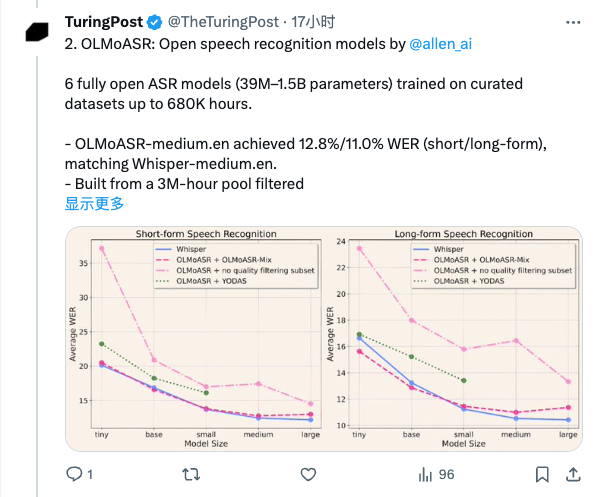 TuringPost @TheTuringPost · 17小时
2. OLMoASR: Open speech recognition models by @allen_ai
6 fully open ASR models (39M–1.5B parameters) trained on curated
datasets up to 680K hours.
- OLMoASR-medium.en achieved 12.8%/11.0% WER (short/long-form),
matching Whisper-medium.en.
- Built from a 3M-hour pool filtered
显示更多
Short-form Speech Recognition
Whisper
OLMoASR + OLMoASR-Mix
OLMoASR + no quality filtering subset
OLMoASR + YODAS
Average WER
35
30
25
20
15
tiny base small medium large
Model Size
Long-form Speech Recognition
Whisper
OLMoASR + OLMoASR-Mix
OLMoASR + no quality filtering subset
OLMoASR + YODAS
Average WER
24
22
20
18
16
14
12
10
tiny base small medium large
Model Size
1 96